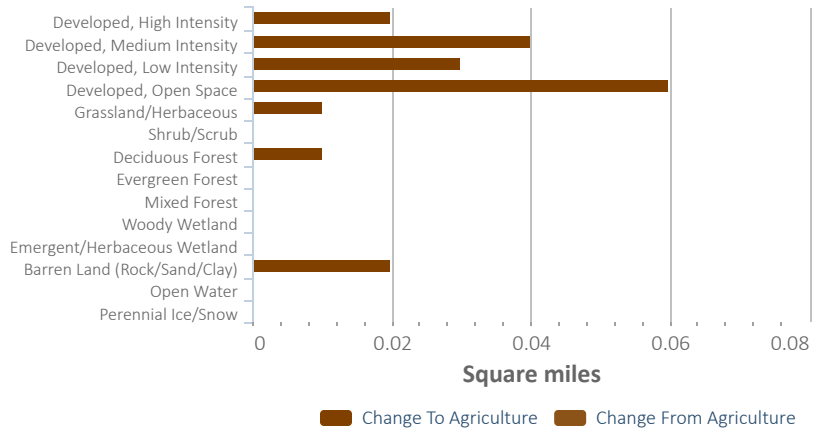 Developed, High Intensity
Developed, Medium Intensity
Developed, Low Intensity
Developed, Open Space
Grassland/Herbaceous
Shrub/Scrub
Deciduous Forest
Evergreen Forest
Mixed Forest
Woody Wetland
Emergent/Herbaceous Wetland
Barren Land (Rock/Sand/Clay)
Open Water
Perennial Ice/Snow
0 0.02 0.04 0.06 0.08
Square miles
Change To Agriculture Change From Agriculture